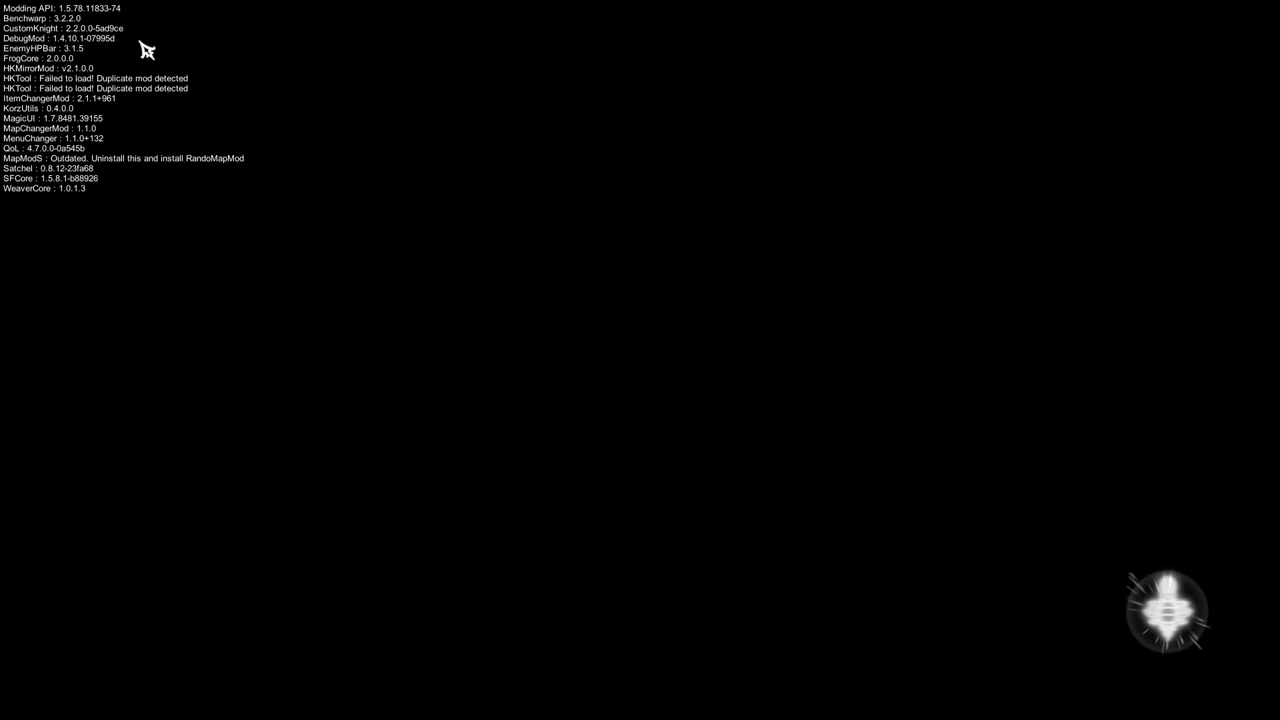 Modding API: 1.5.78.11833-74
Benchwarp : 3.2.2.0
CustomKnight : 2.2.0.0-5ad9ce
DebugMod : 1.4.10.1-07995d
EnemyHPBar : 3.1.5
FrogCore : 2.0.0.0
HKMirrorMod : v2.1.0.0
HKTool : Failed to load! Duplicate mod detected
HKTool : Failed to load! Duplicate mod detected
ItemChangerMod : 2.1.1+961
KorzUtils : 0.4.0.0
MagicUI : 1.7.8481.39155
MapChangerMod : 1.1.0
MenuChanger : 1.1.0+132
QoL : 4.7.0.0-0a545b
MapModS : Outdated. Uninstall this and install RandoMapMod
Satchel : 0.8.12-23fa68
SFCore : 1.5.8.1-b88926
WeaverCore : 1.0.1.3